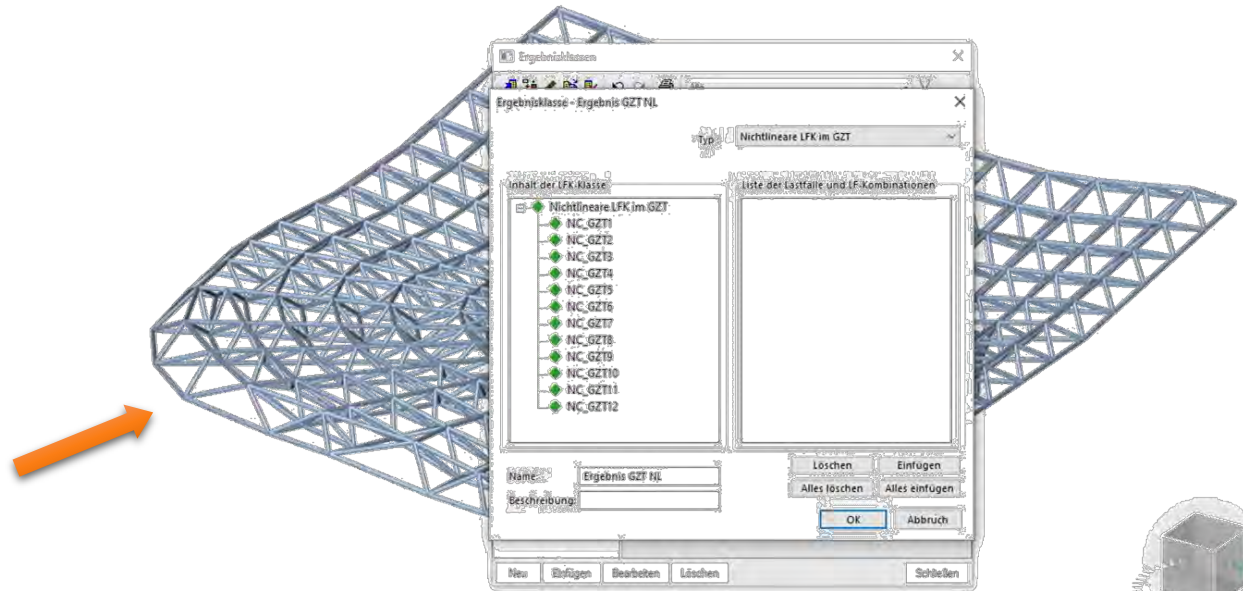 Ergebnisklassen
Ergebnisklasse - Ergebnis GZT NL
Typ
Nichtlineare LFK im GZT
Inhalt der LFK-Klasse
Liste der Lastfälle und LF-Kombinationen
Nichtlineare LFK im GZT
NC_GZT1
NC_GZT2
NC_GZT3
NC_GZT4
NC_GZT5
NC_GZT6
NC_GZT7
NC_GZT8
NC_GZT9
NC_GZT10
NC_GZT11
NC_GZT12
Löschen Einfügen
Name: Ergebnis GZT NL
Alles löschen Alles einfügen
Beschreibung:
OK Abbruch
Neu Einfügen Bearbeiten Löschen Schließen